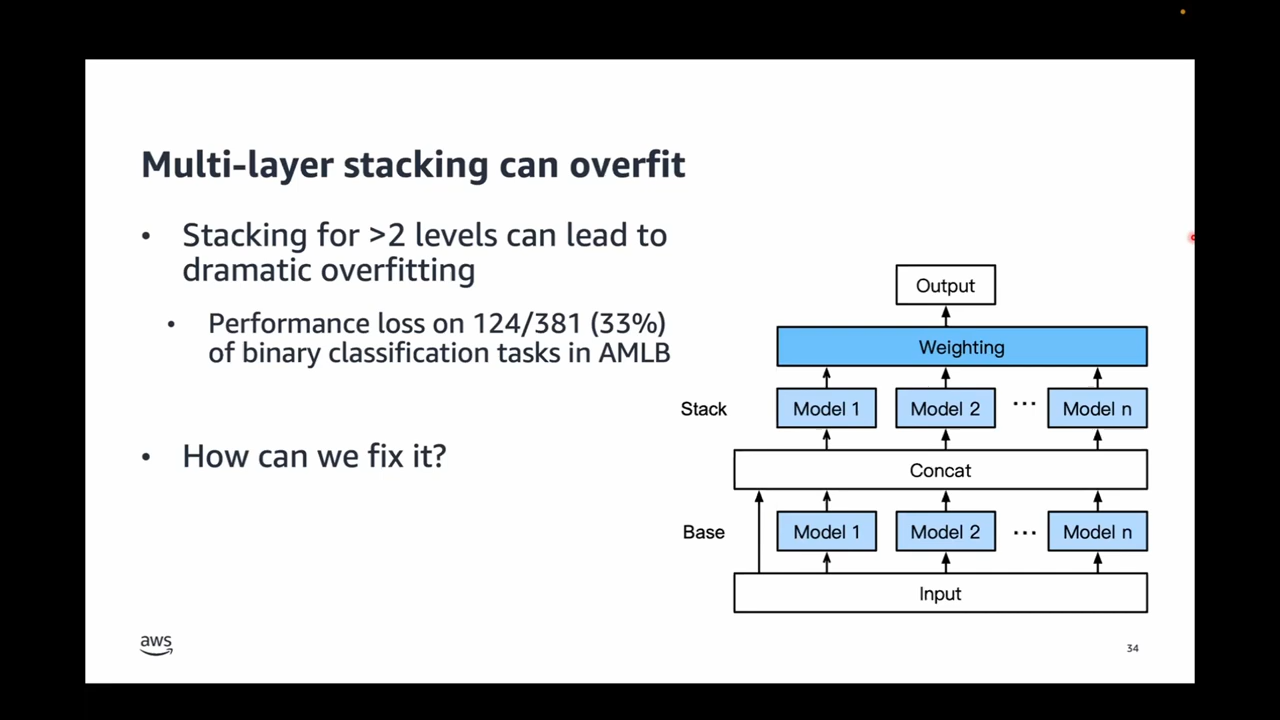 Multi-layer stacking can overfit
• Stacking for >2 levels can lead to
dramatic overfitting
• Performance loss on 124/381 (33%)
of binary classification tasks in AMLB
• How can we fix it?
Output
Weighting
Stack
Model 1
Model 2
...
Model n
Concat
Base
Model 1
Model 2
...
Model n
Input
aws
34